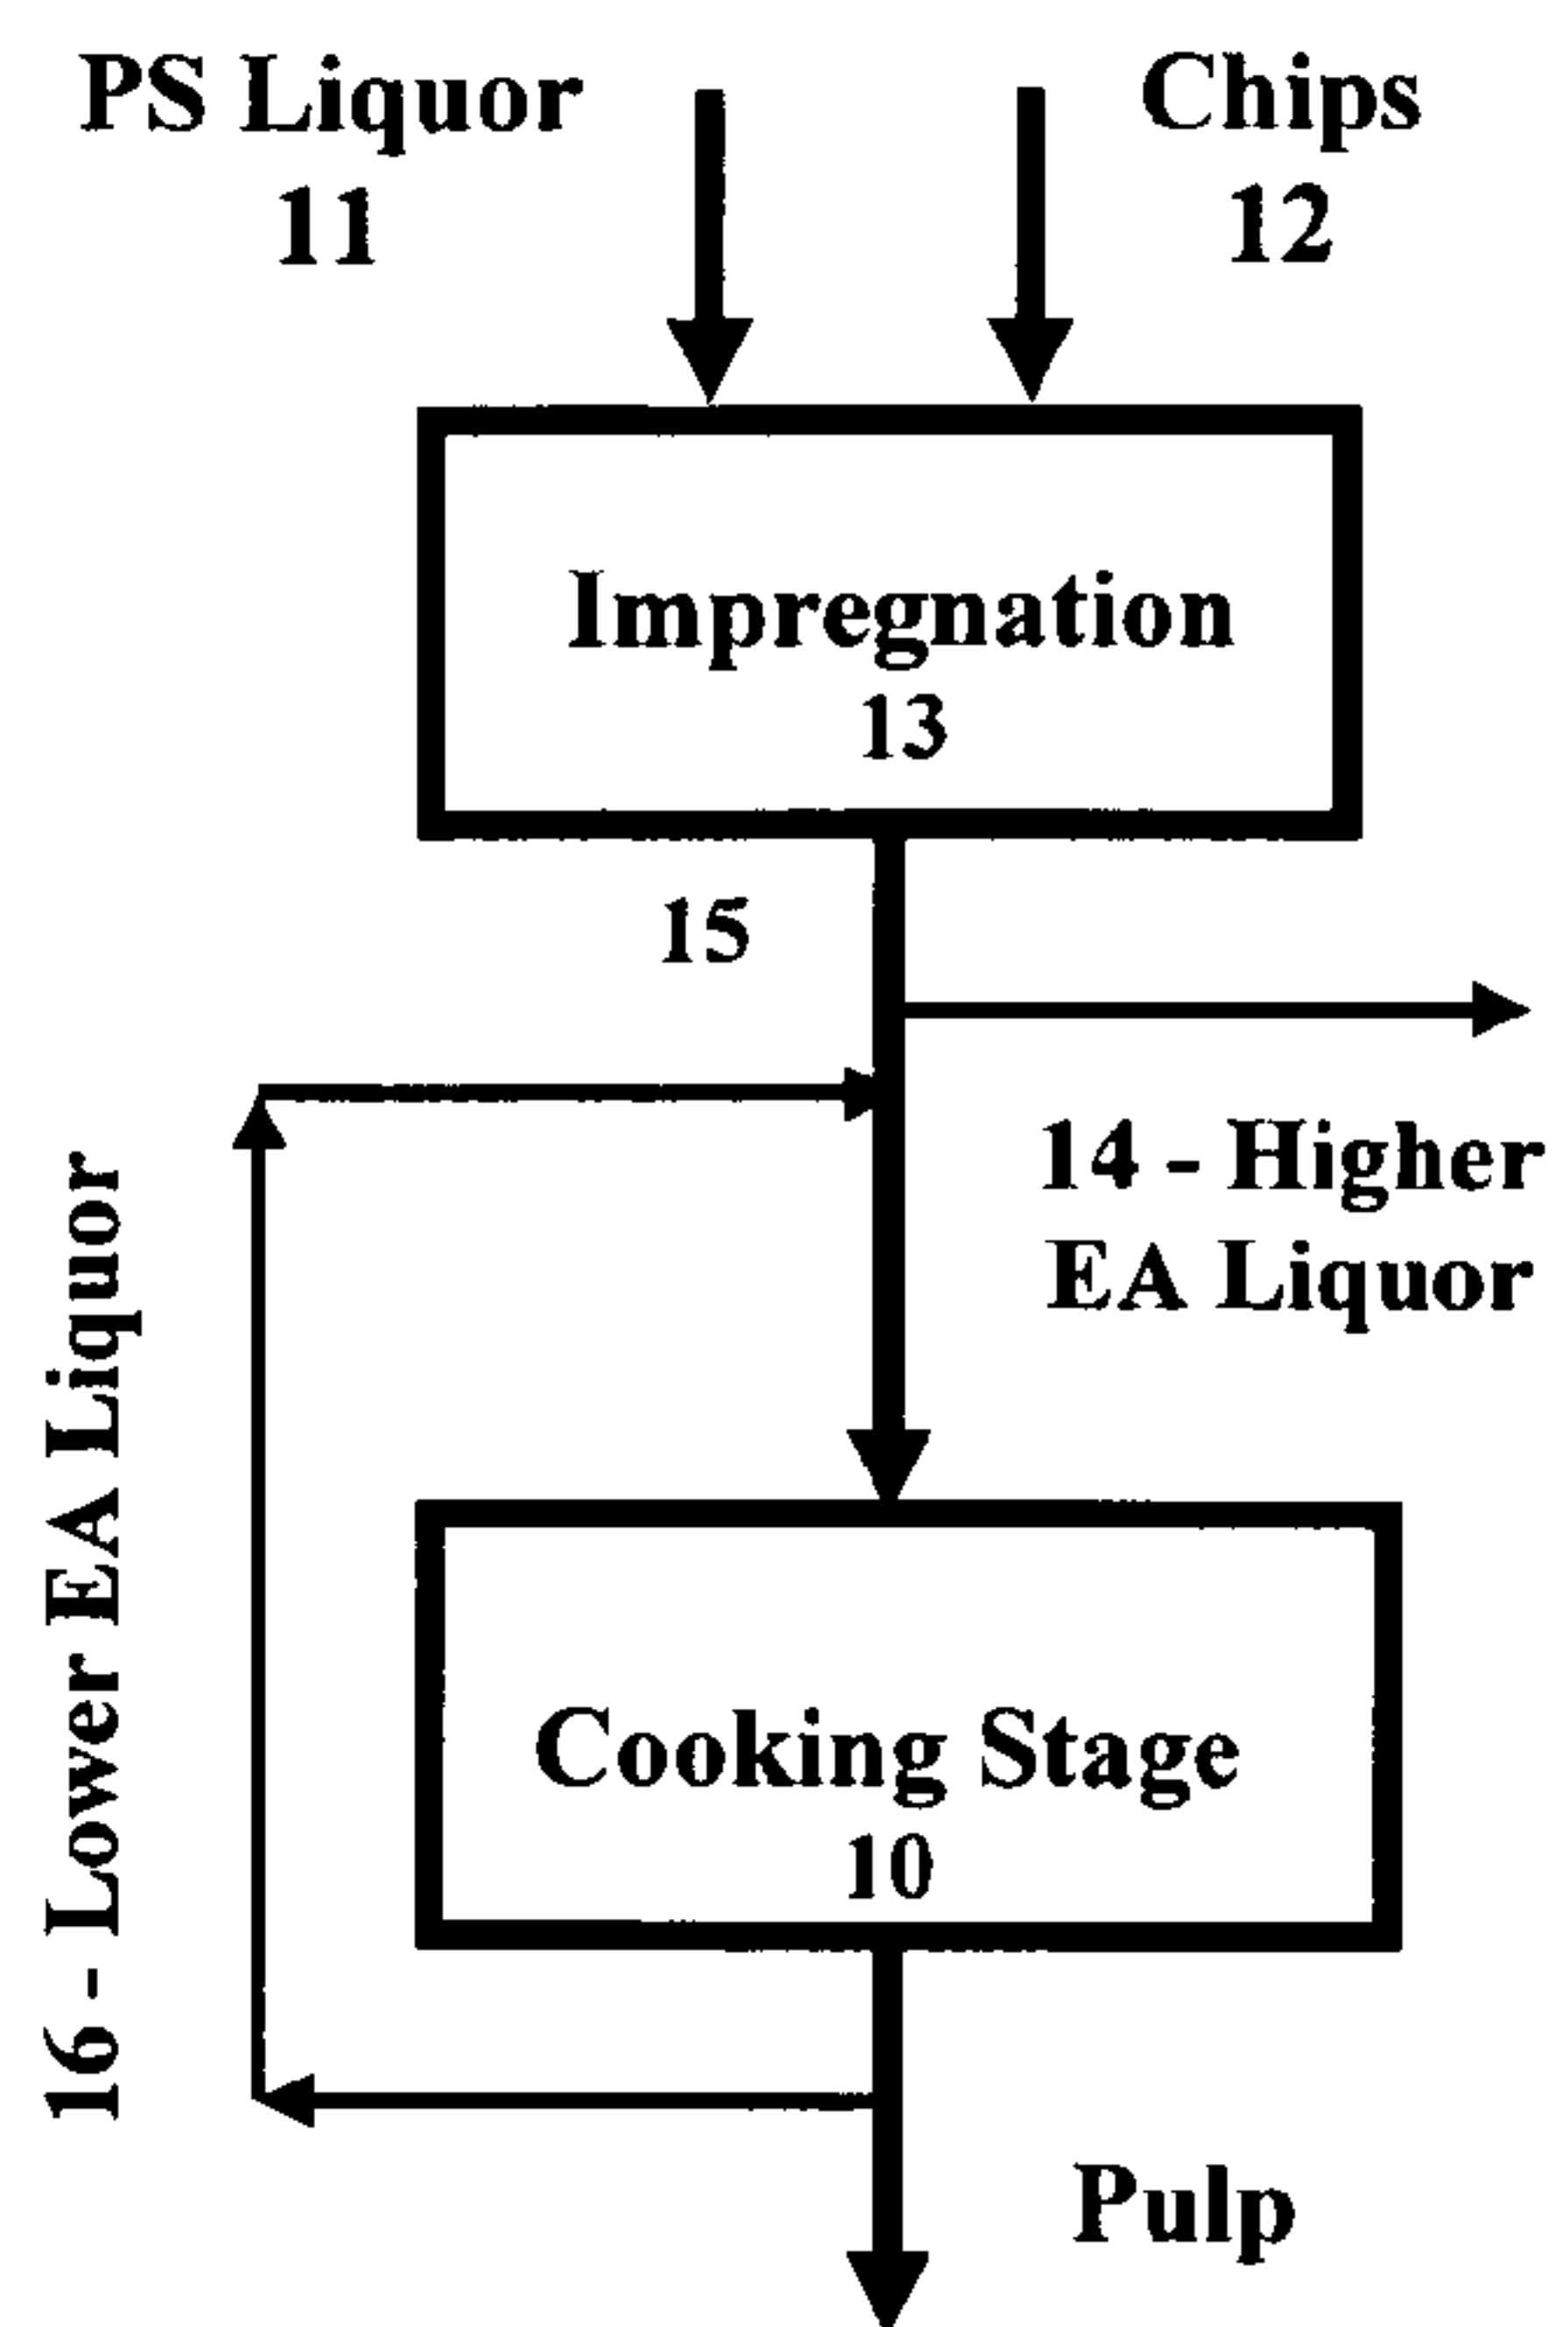 PS Liquor
11
Chips
12
Impregnation
13
15
14 - Higher
EA Liquor
16 - Lower EA Liquor
Cooking Stage
10
Pulp